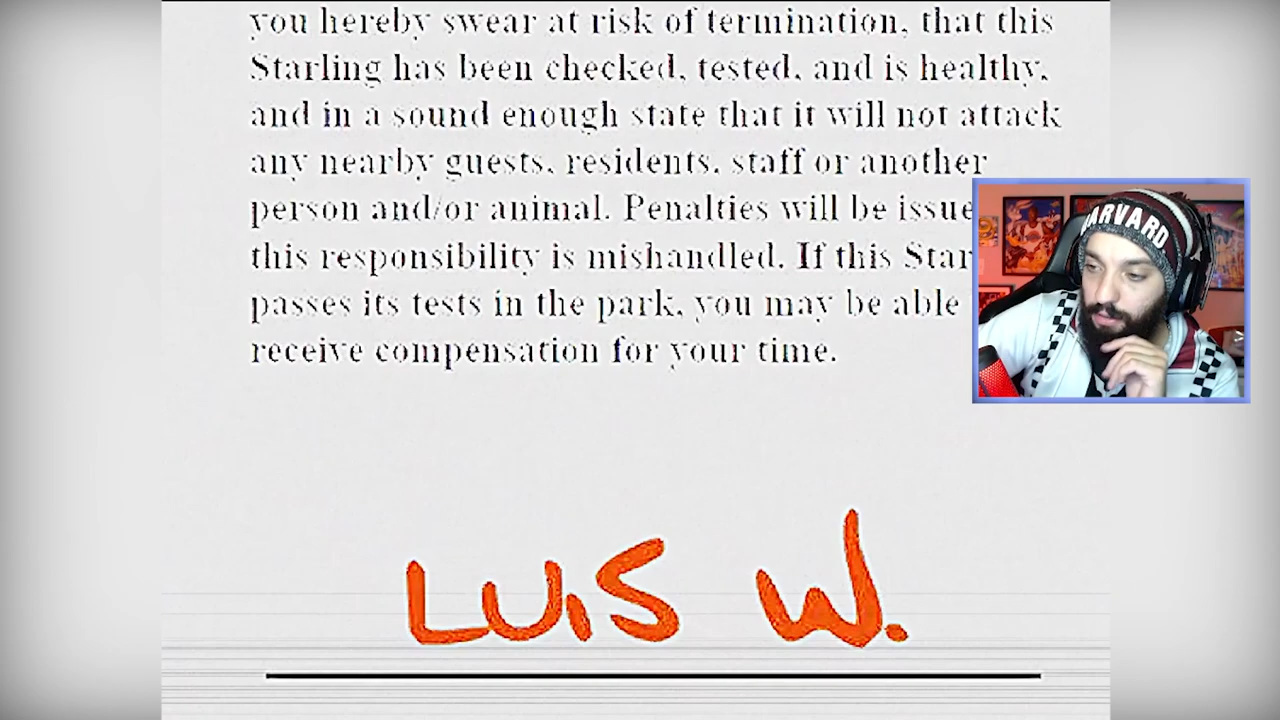 you hereby swear at risk of termination, that this
Starling has been checked, tested, and is healthy,
and in a sound enough state that it will not attack
any nearby guests, residents, staff or another
person and/or animal. Penalties will be issue
this responsibility is mishandled. If this Star
passes its tests in the park, you may be able
receive compensation for your time.
ARVARD
LUIS W.